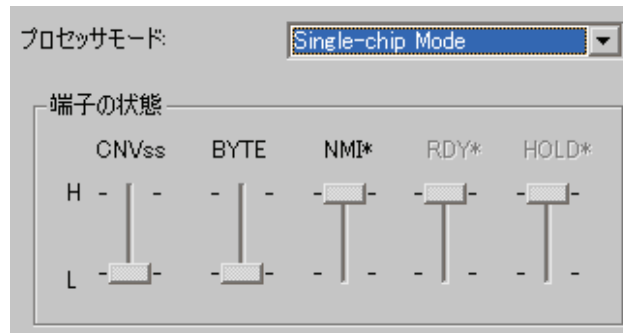 プロセッサモード: Single-chip Mode
端子の状態
CNVss BYTE NMI* RDY* HOLD*
H
L